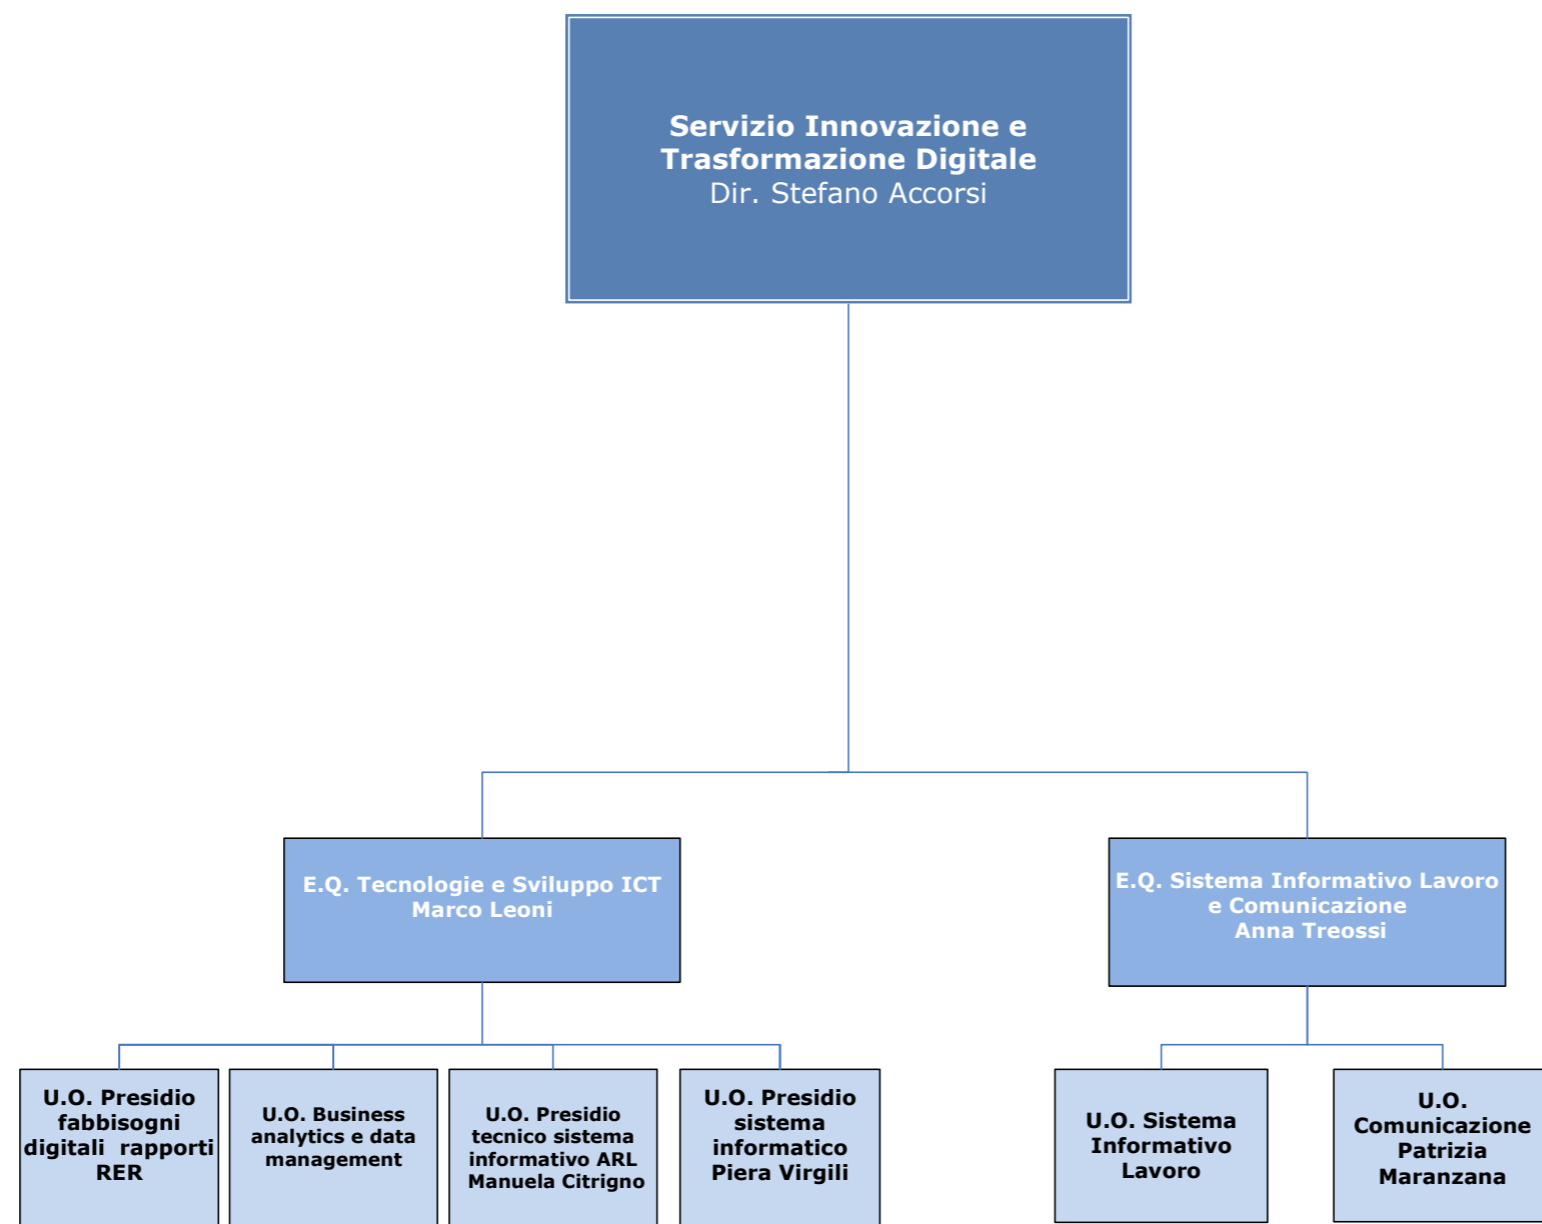 Servizio Innovazione e
Trasformazione Digitale
Dir. Stefano Accorsi
E.Q. Tecnologie e Sviluppo ICT
Marco Leoni
E.Q. Sistema Informativo Lavoro
e Comunicazione
Anna Treossi
U.O. Presidio
fabbisogni
digitali rapporti
RER
U.O. Business
analytics e data
management
U.O. Presidio
tecnico sistema
informativo ARL
Manuela Citrigno
U.O. Presidio
sistema
informatico
Piera Virgili
U.O. Sistema
Informativo
Lavoro
U.O.
Comunicazione
Patrizia
Maranzana